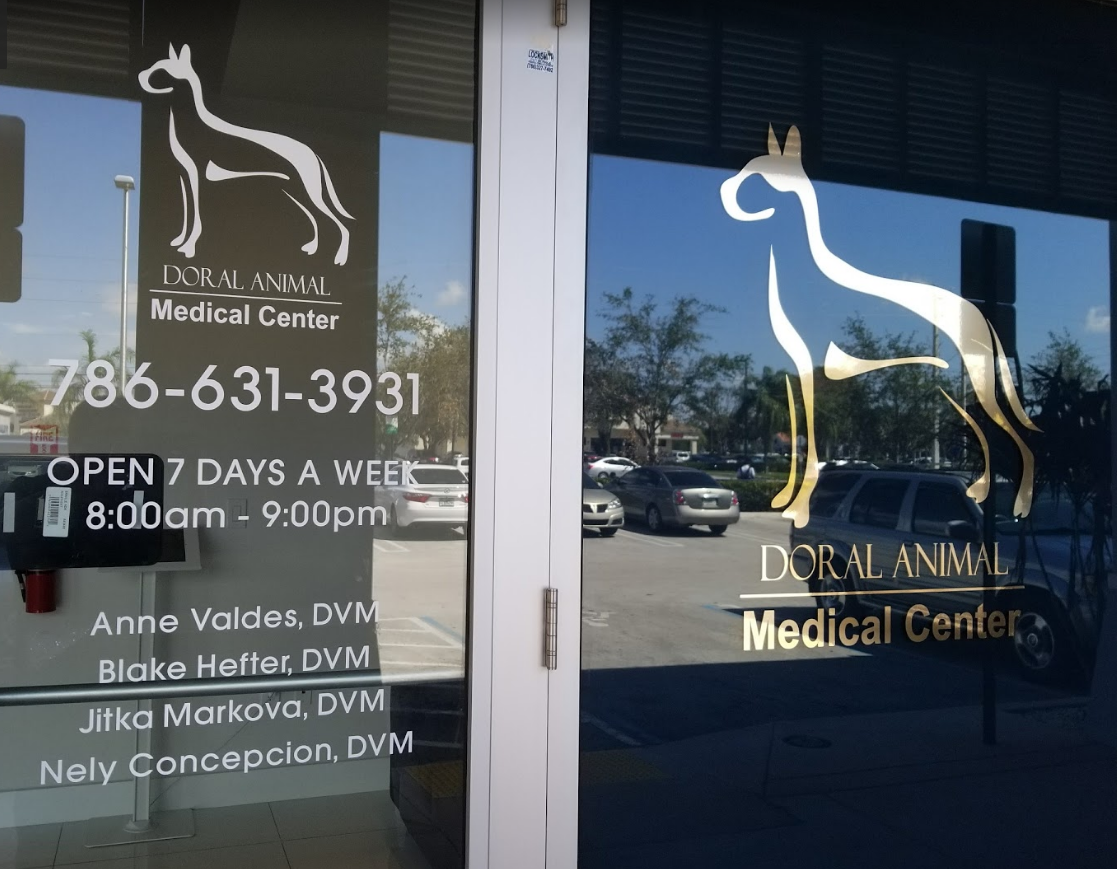 DORAL ANIMAL
Medical Center
786-631-3931
OPEN 7 DAYS A WEEK
8:00am - 9:00pm
Anne Valdes, DVM
Blake Hefter, DVM
Jitka Markova, DVM
Nely Concepcion, DVM
FIRE
DORAL ANIMAL
Medical Center